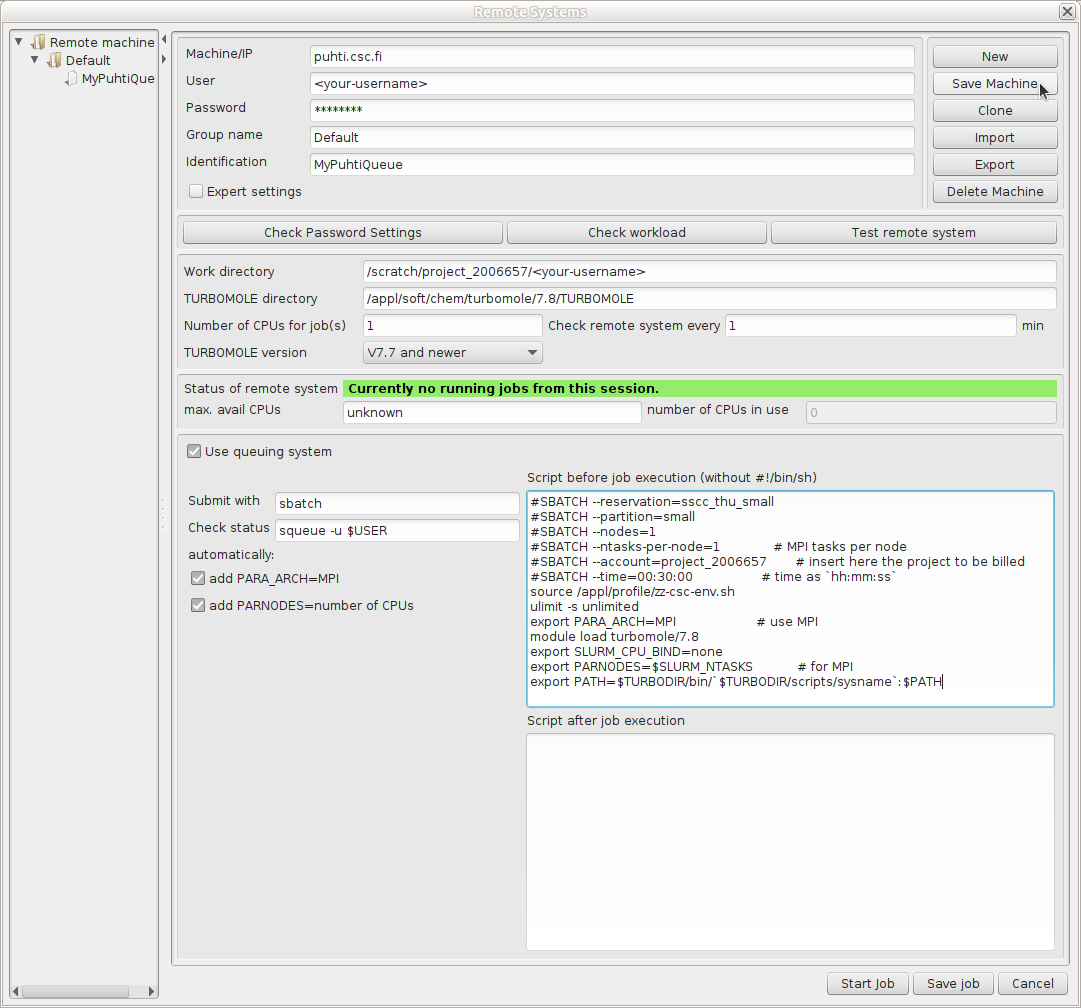 Remote Systems
Remote machine
Default
MyPuhtiQue
Machine/IP puhti.csc.fi
User <your-username>
Password ********
Group name Default
Identification MyPuhtiQueue
Expert settings
New
Save Machine
Clone
Import
Export
Delete Machine
Check Password Settings Check workload Test remote system
Work directory /scratch/project_2006657/<your-username>
TURBOMOLE directory /appl/soft/chem/turbomole/7.8/TURBOMOLE
Number of CPUs for job(s) 1 Check remote system every 1 min
TURBOMOLE version V7.7 and newer
Status of remote system Currently no running jobs from this session.
max. avail CPUs unknown number of CPUs in use 0
Use queuing system
Submit with sbatch
Check status squeue -u $USER
automatically:
add PARA_ARCH=MPI
add PARNODES=number of CPUs
Script before job execution (without #!/bin/sh)
#SBATCH --reservation=sscc_thu_small
#SBATCH --partition=small
#SBATCH --nodes=1
#SBATCH --ntasks-per-node=1 # MPI tasks per node
#SBATCH --account=project_2006657 # insert here the project to be billed
#SBATCH --time=00:30:00 # time as `hh:mm:ss`
source /appl/profile/zz-csc-env.sh
ulimit -s unlimited
export PARA_ARCH=MPI # use MPI
module load turbomole/7.8
export SLURM_CPU_BIND=none
export PARNODES=$SLURM_NTASKS # for MPI
export PATH=$TURBODIR/bin/`$TURBODIR/scripts/sysname`:$PATH
Script after job execution
Start Job Save job Cancel